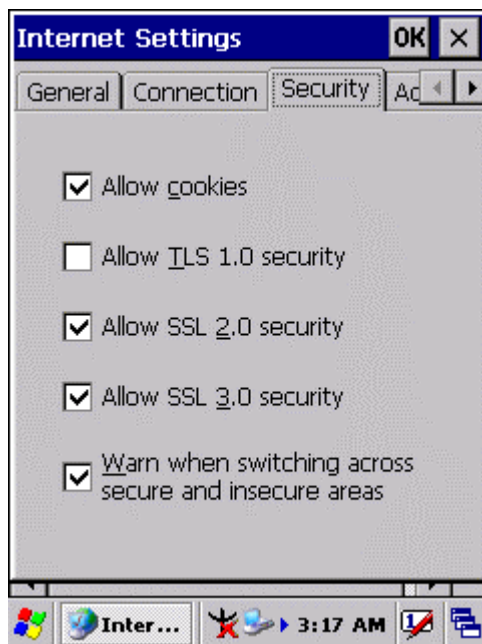 Internet Settings OK ×
General Connection Security Ad
Allow cookies
Allow TLS 1.0 security
Allow SSL 2.0 security
Allow SSL 3.0 security
Warn when switching across
secure and insecure areas
Inter... 3:17 AM